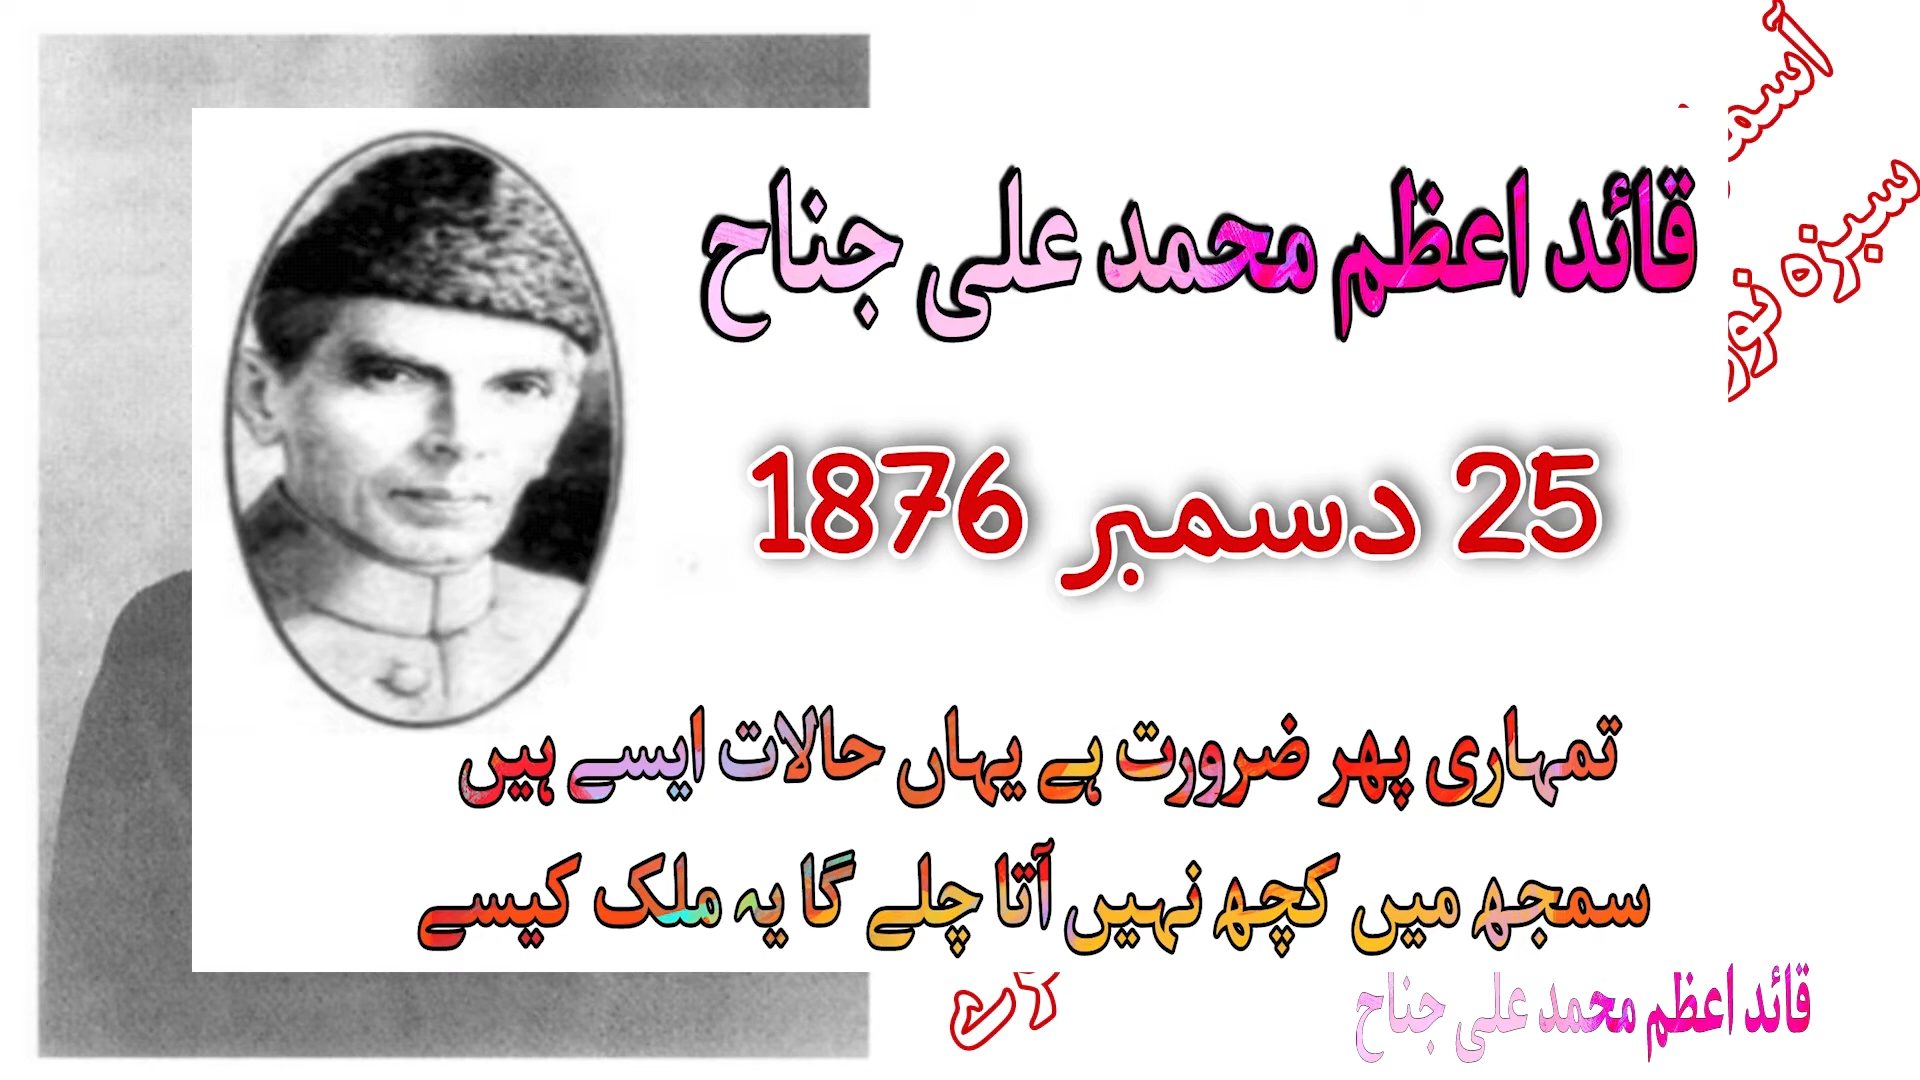 قائد اعظم محمد علی جناح
25 دسمبر 1876
تمہاری پھر ضرورت ہے یہاں حالات ایسے ہیں
سمجھ میں کچھ نہیں آتا چلے گا یہ ملک کیسے
سبزہ
قائد اعظم محمد علی جناح